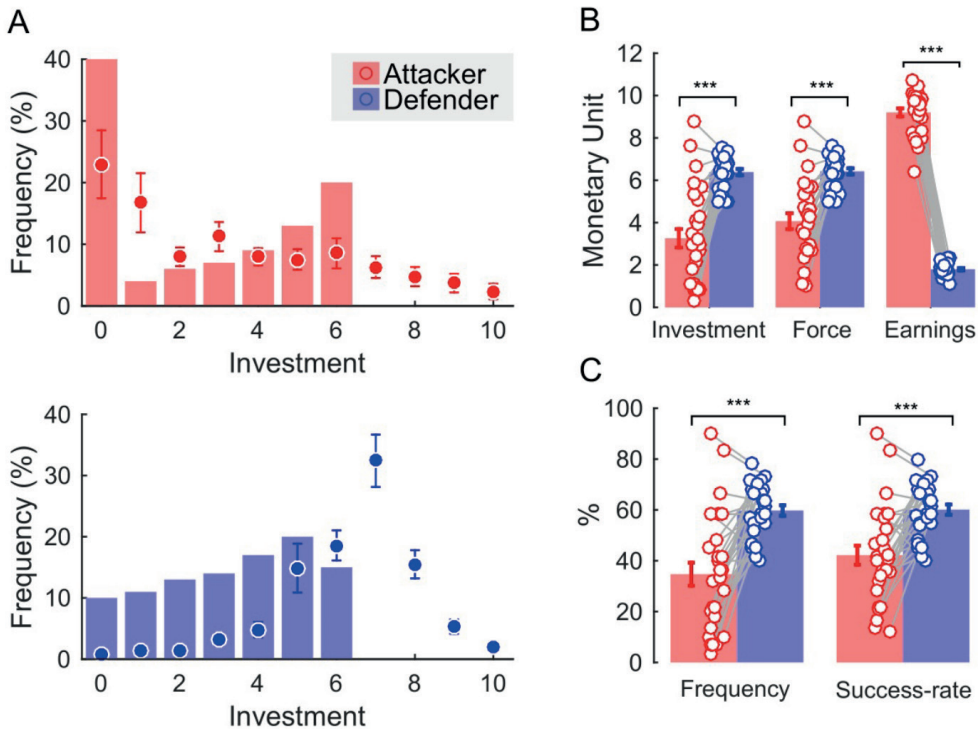 A
Frequency (%)
40
30
20
10
0
Attacker
Defender
0 2 4 6 8 10
Investment
Frequency (%)
40
30
20
10
0
0 2 4 6 8 10
Investment
B
Monetary Unit
12
10
8
6
4
2
0
*** *** ***
Investment Force Earnings
C
%
100
80
60
40
20
0
*** ***
Frequency Success-rate